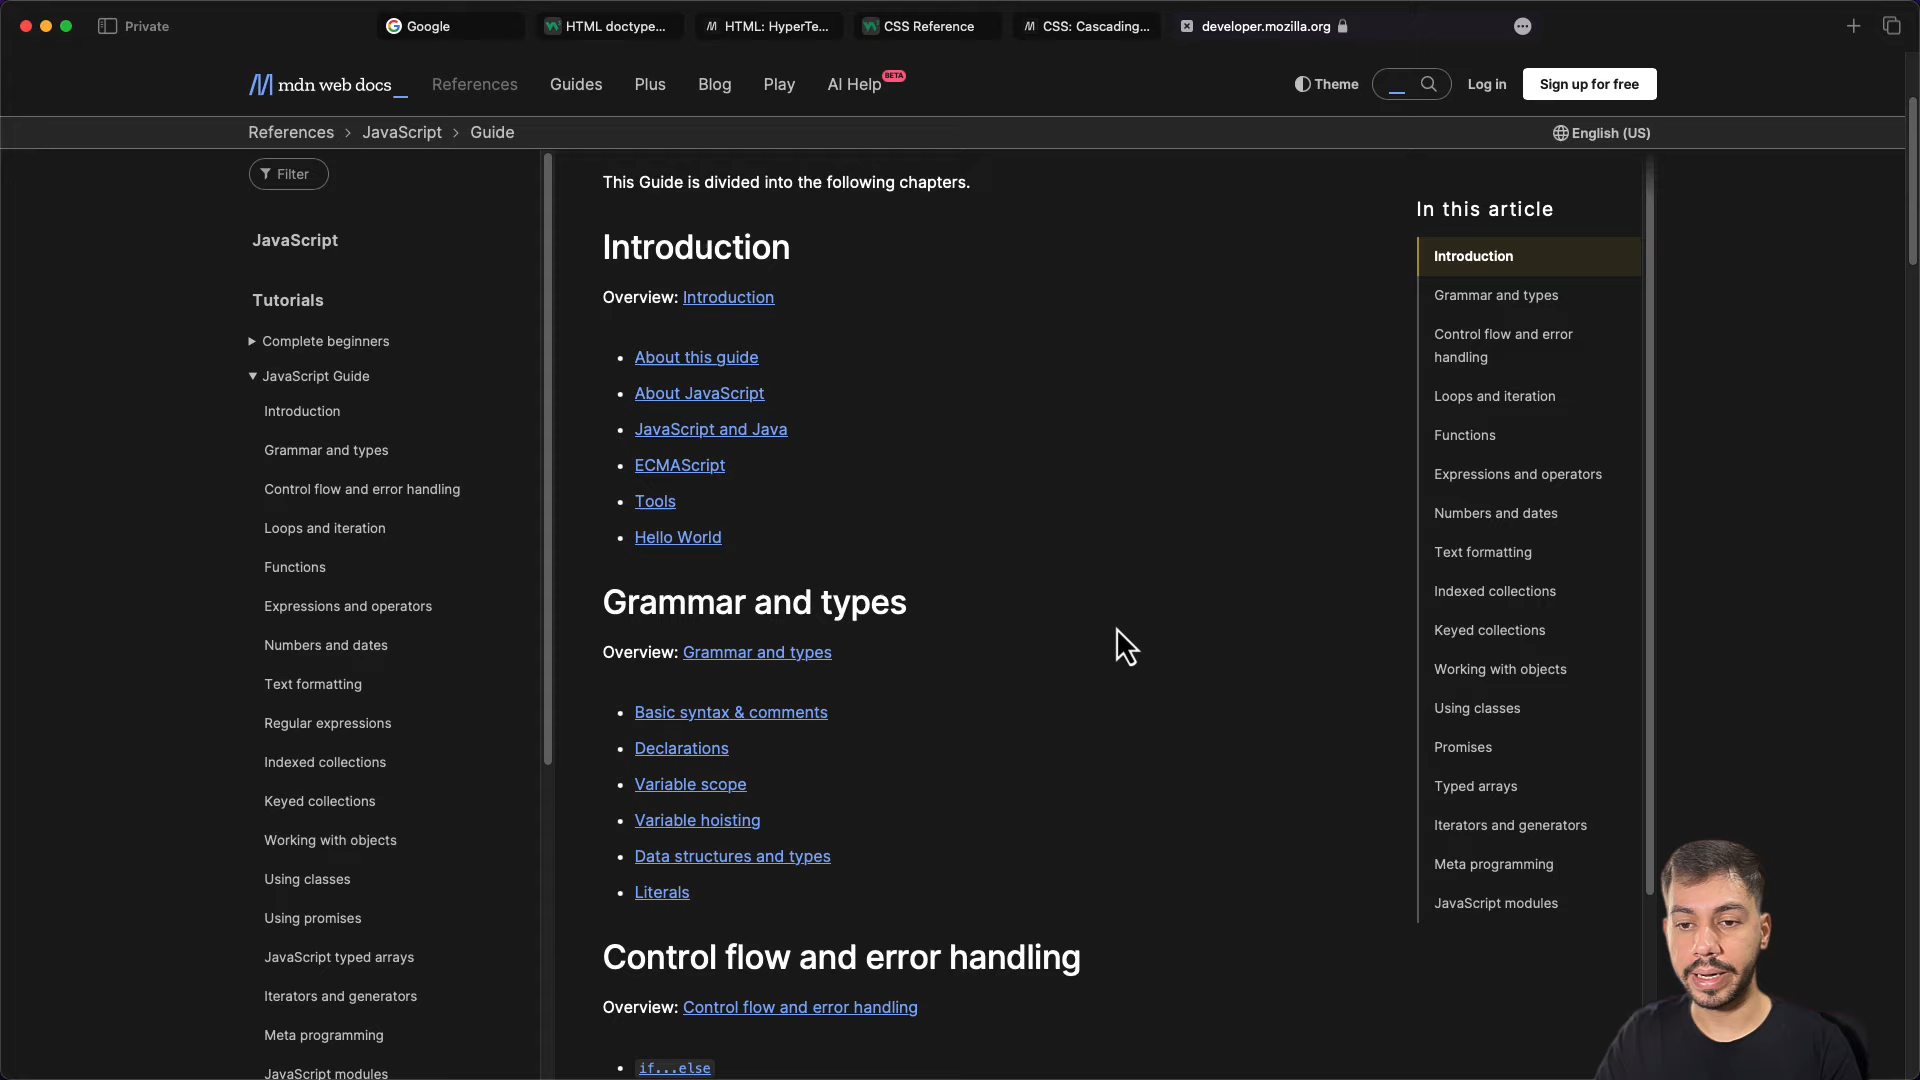 Private
Google
HTML doctype...
HTML: HyperTe...
CSS Reference
CSS: Cascading...
developer.mozilla.org
mdn web docs_
References
Guides
Plus
Blog
Play
AI Help
BETA
Theme
Log in
Sign up for free
References > JavaScript > Guide
English (US)
Filter
JavaScript
Tutorials
Complete beginners
JavaScript Guide
Introduction
Grammar and types
Control flow and error handling
Loops and iteration
Functions
Expressions and operators
Numbers and dates
Text formatting
Regular expressions
Indexed collections
Keyed collections
Working with objects
Using classes
Using promises
JavaScript typed arrays
Iterators and generators
Meta programming
JavaScript modules
This Guide is divided into the following chapters.
Introduction
Overview: Introduction
About this guide
About JavaScript
JavaScript and Java
ECMAScript
Tools
Hello World
Grammar and types
Overview: Grammar and types
Basic syntax & comments
Declarations
Variable scope
Variable hoisting
Data structures and types
Literals
Control flow and error handling
Overview: Control flow and error handling
if...else
In this article
Introduction
Grammar and types
Control flow and error
handling
Loops and iteration
Functions
Expressions and operators
Numbers and dates
Text formatting
Indexed collections
Keyed collections
Working with objects
Using classes
Promises
Typed arrays
Iterators and generators
Meta programming
JavaScript modules